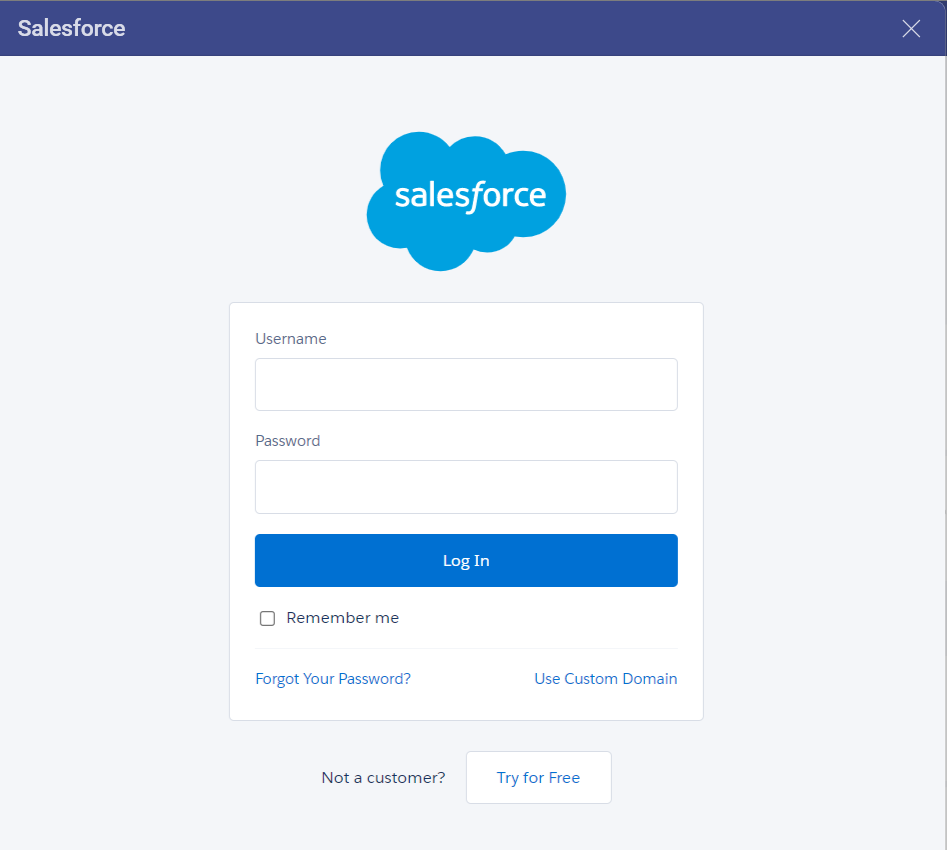 Salesforce
salesforce
Username
Password
Log In
Remember me
Forgot Your Password? Use Custom Domain
Not a customer? Try for Free